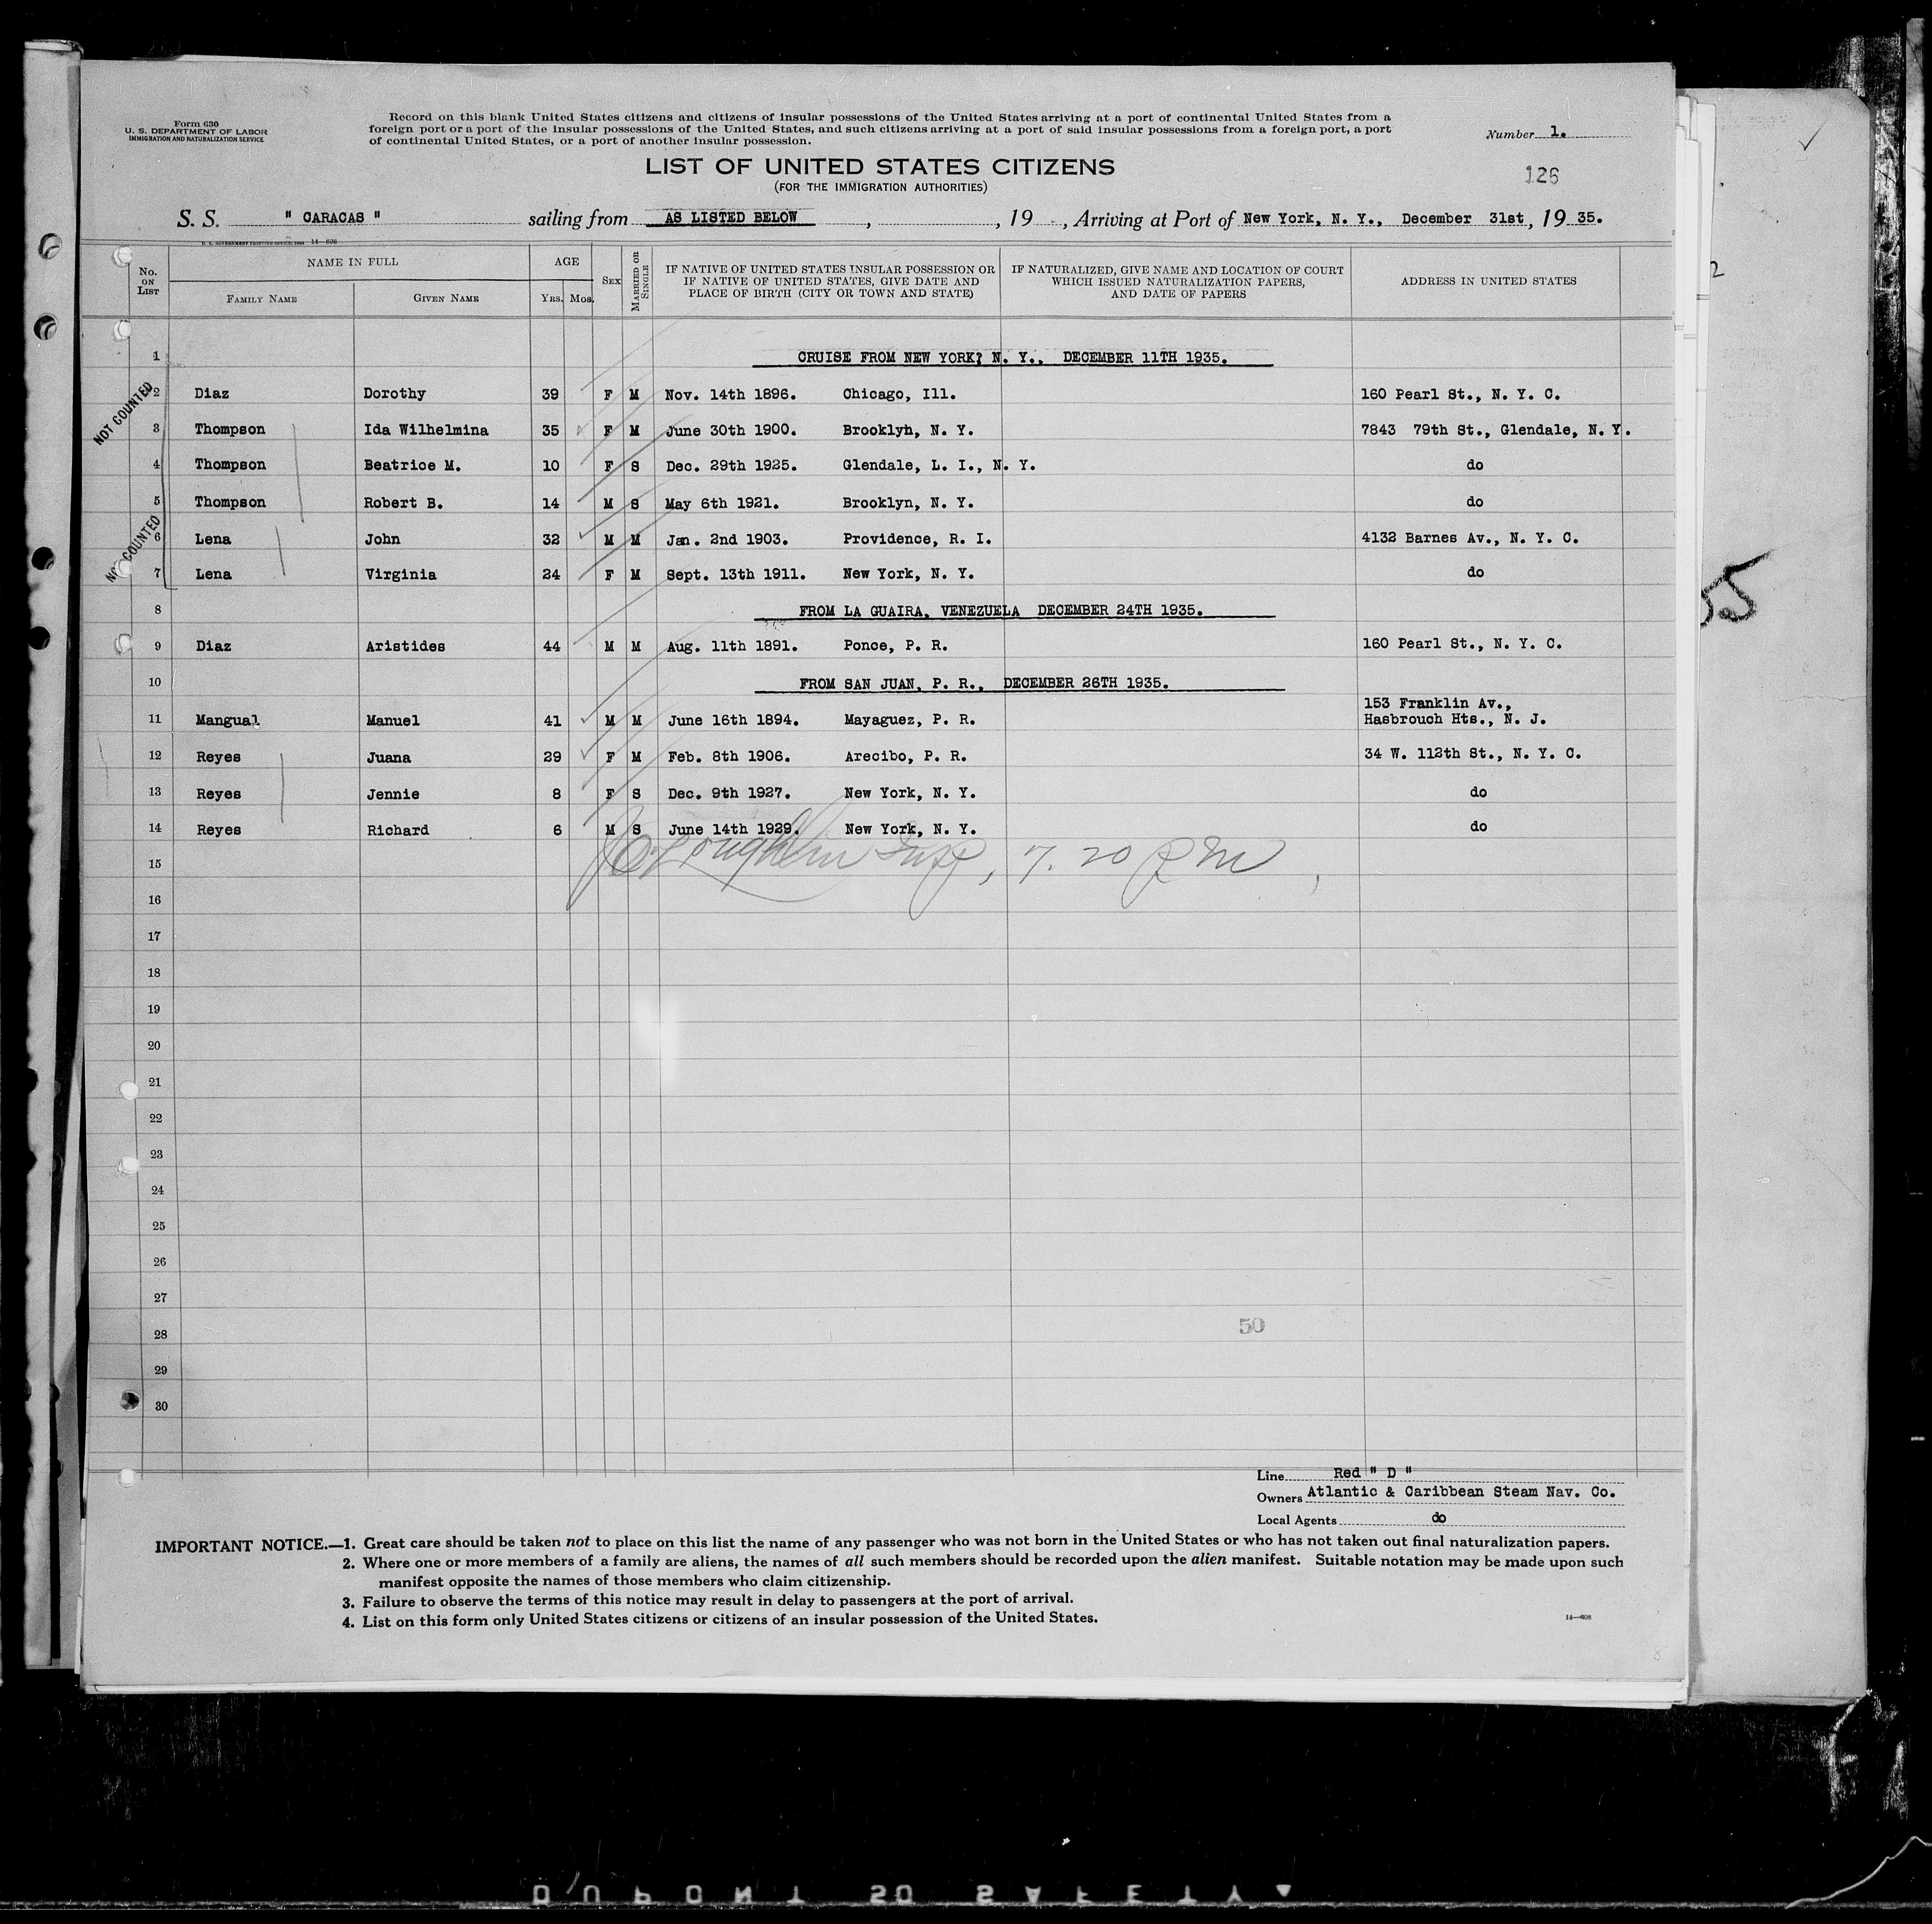 Form 630
U. S. DEPARTMENT OF LABOR
IMMIGRATION AND NATURALIZATION SERVICE
Record on this blank United States citizens and citizens of insular possessions of the United States arriving at a port of continental United States from a
foreign port or a port of the insular possessions of the United States, and such citizens arriving at a port of said insular possessions from a foreign port, a port
of continental United States, or a port of another insular possession.
Number 1.
LIST OF UNITED STATES CITIZENS
(FOR THE IMMIGRATION AUTHORITIES)
126
S. S. " CARACAS " sailing from AS LISTED BELOW , , 19 , Arriving at Port of New York, N. Y., December 31st, 19 35.
No. ON LIST
NAME IN FULL
FAMILY NAME GIVEN NAME
AGE
YRS. MOS.
SEX
MARRIED OR SINGLE
IF NATIVE OF UNITED STATES INSULAR POSSESSION OR
IF NATIVE OF UNITED STATES, GIVE DATE AND
PLACE OF BIRTH (CITY OR TOWN AND STATE)
IF NATURALIZED, GIVE NAME AND LOCATION OF COURT
WHICH ISSUED NATURALIZATION PAPERS,
AND DATE OF PAPERS
ADDRESS IN UNITED STATES
1 CRUISE FROM NEW YORK? N. Y., DECEMBER 11TH 1935.
NOT COUNTED
2 Diaz Dorothy 39 F M Nov. 14th 1896. Chicago, Ill. 160 Pearl St., N. Y. C.
3 Thompson Ida Wilhelmina 35 F M June 30th 1900. Brooklyn, N. Y. 7843 79th St., Glendale, N. Y.
4 Thompson Beatrice M. 10 F S Dec. 29th 1925. Glendale, L. I., N. Y. do
5 Thompson Robert B. 14 M S May 6th 1921. Brooklyn, N. Y. do
NOT COUNTED
6 Lena John 32 M M Jan. 2nd 1903. Providence, R. I. 4132 Barnes Av., N. Y. C.
7 Lena Virginia 24 F M Sept. 13th 1911. New York, N. Y. do
8 FROM LA GUAIRA, VENEZUELA DECEMBER 24TH 1935.
9 Diaz Aristides 44 M M Aug. 11th 1891. Ponce, P. R. 160 Pearl St., N. Y. C.
10 FROM SAN JUAN, P. R., DECEMBER 26TH 1935.
153 Franklin Av.,
11 Mangual Manuel 41 M M June 16th 1894. Mayaguez, P. R. Hasbrouch Hts., N. J.
12 Reyes Juana 29 F M Feb. 8th 1906. Arecibo, P. R. 34 W. 112th St., N. Y. C.
13 Reyes Jennie 8 F S Dec. 9th 1927. New York, N. Y. do
14 Reyes Richard 6 M S June 14th 1929. New York, N. Y. do
15 Insp, 7.20 PM
16
17
18
19
20
21
22
23
24
25
26
27
28 50
29
30
Line Red " D "
Owners Atlantic & Caribbean Steam Nav. Co.
Local Agents do
IMPORTANT NOTICE.—1. Great care should be taken not to place on this list the name of any passenger who was not born in the United States or who has not taken out final naturalization papers.
2. Where one or more members of a family are aliens, the names of all such members should be recorded upon the alien manifest. Suitable notation may be made upon such
manifest opposite the names of those members who claim citizenship.
3. Failure to observe the terms of this notice may result in delay to passengers at the port of arrival.
4. List on this form only United States citizens or citizens of an insular possession of the United States.
14—608
DUPONT SO SAFETY